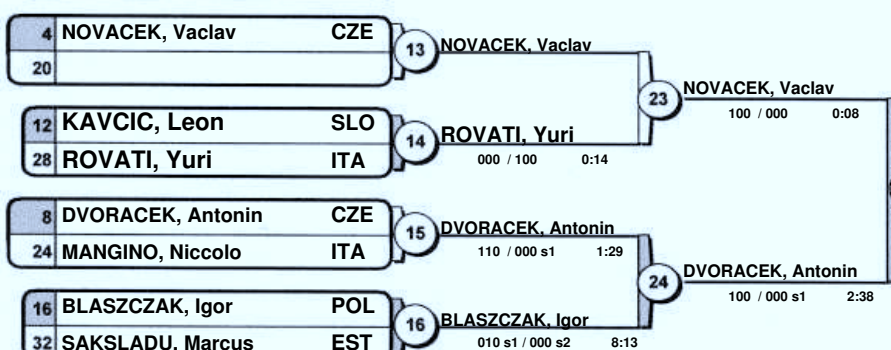 4 NOVACEK, Vaclav CZE
20
13 NOVACEK, Vaclav
12 KAVCIC, Leon SLO
28 ROVATI, Yuri ITA
14 ROVATI, Yuri
000 / 100 0:14
23 NOVACEK, Vaclav
100 / 000 0:08
8 DVORACEK, Antonin CZE
24 MANGINO, Niccolo ITA
15 DVORACEK, Antonin
110 / 000 s1 1:29
16 BLASZCZAK, Igor POL
32 SAKSLADU, Marcus EST
16 BLASZCZAK, Igor
010 s1 / 000 s2 8:13
24 DVORACEK, Antonin
100 / 000 s1 2:38